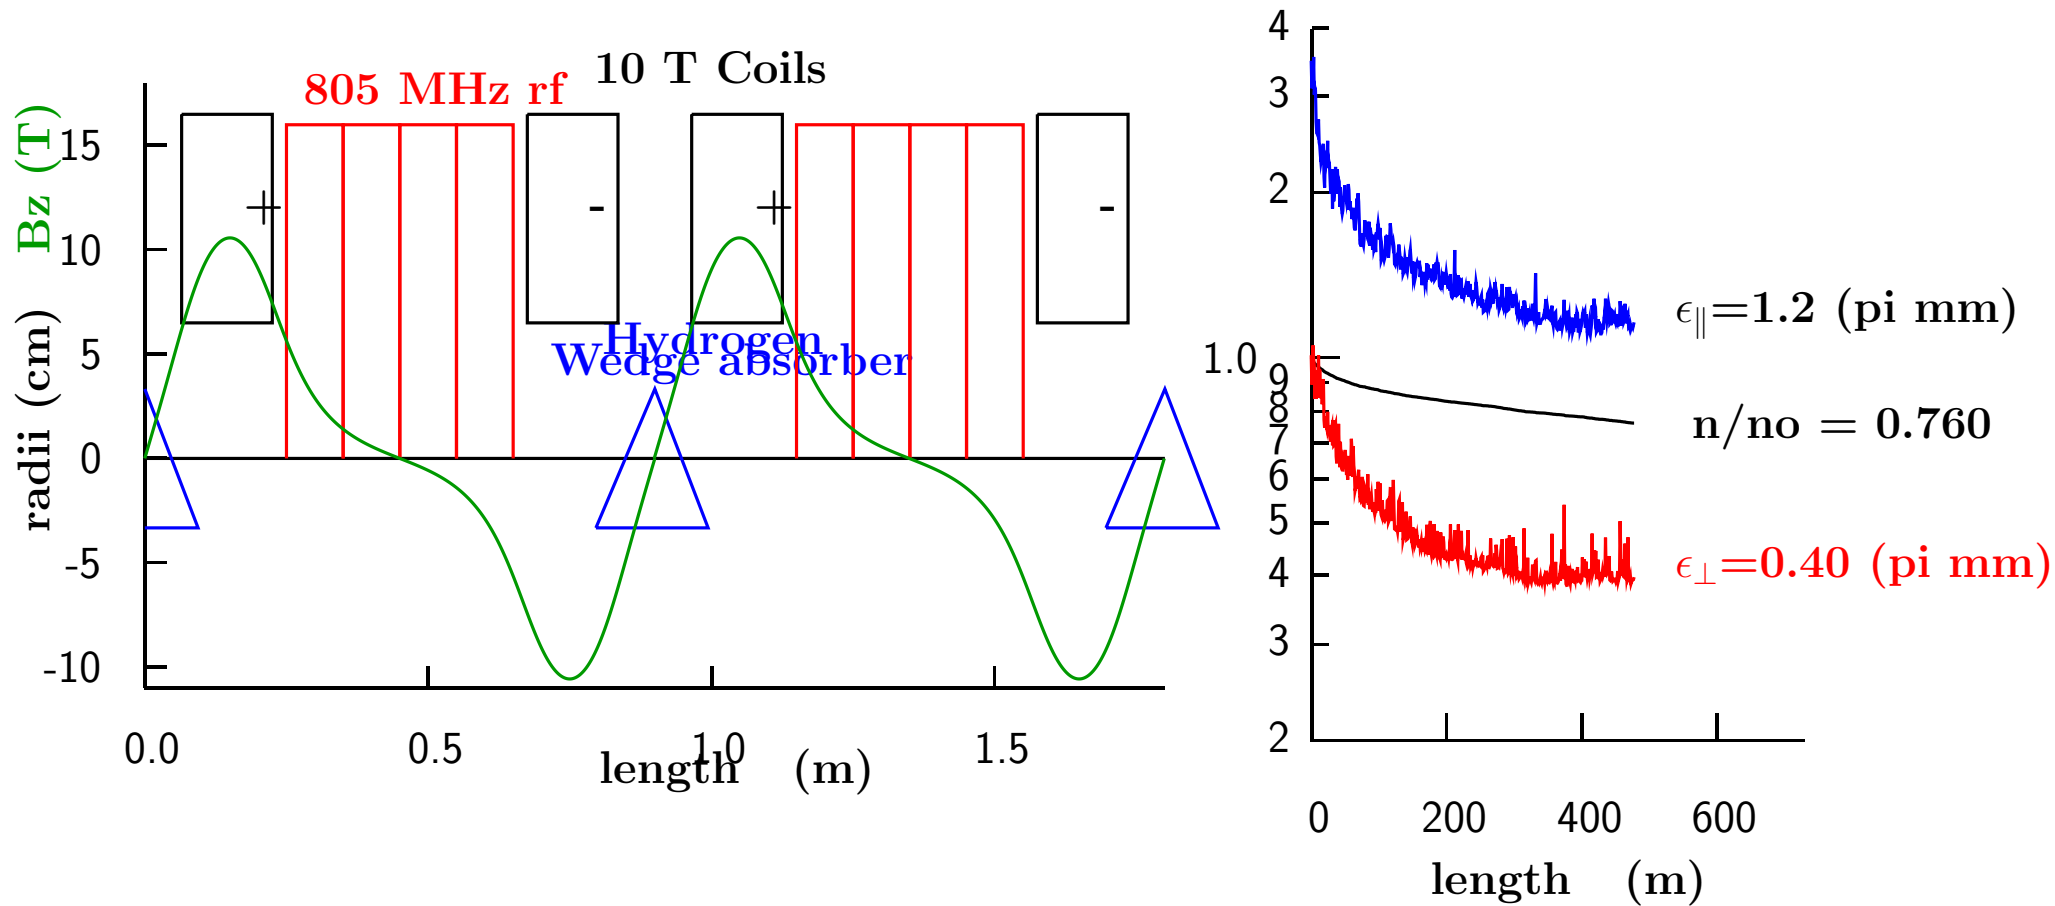 10 T Coils
805 MHz rf
Bz (T)
radii (cm)
15
10
5
0
-5
-10
+
-
+
-
Hydrogen
Wedge absorber
0.0
0.5
1.0
1.5
length (m)
4
3
2
1.0
9
8
7
6
5
4
3
2
ϵ∥=1.2 (pi mm)
n/no = 0.760
ϵ⊥=0.40 (pi mm)
0
200
400
600
length (m)